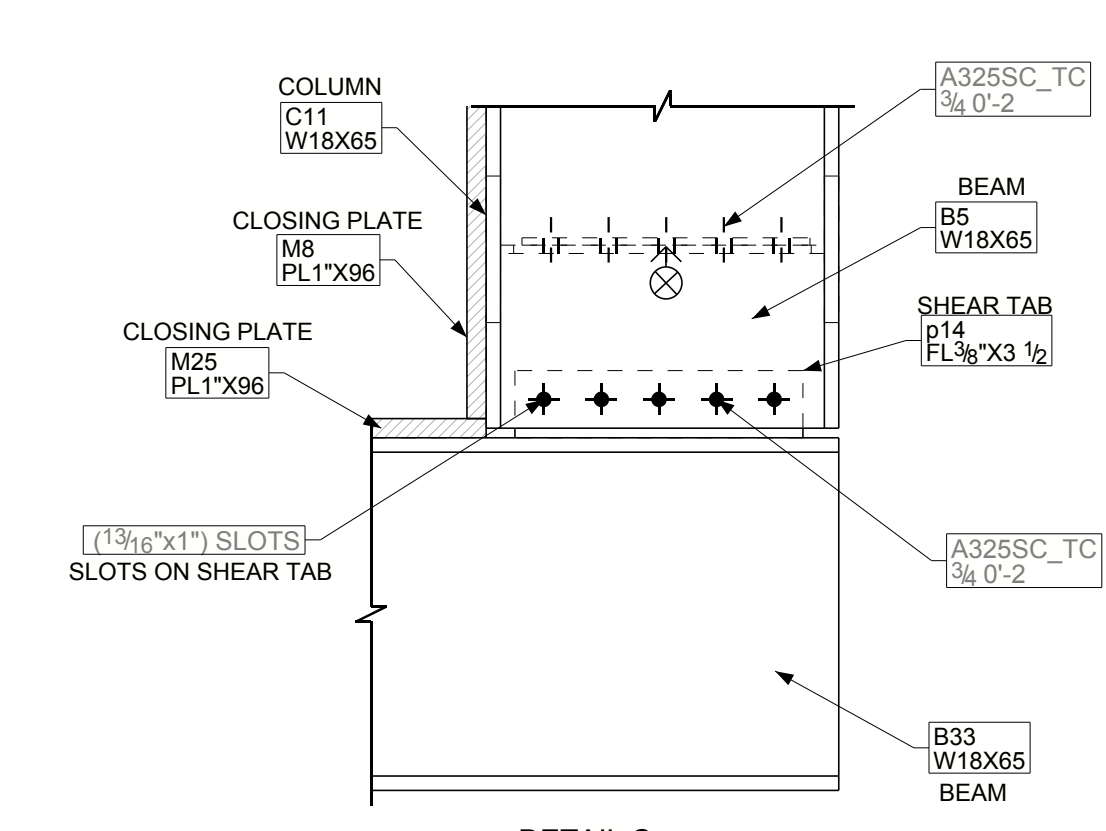 COLUMN
C11
W18X65
A325SC_TC
3/4 0'-2
BEAM
B5
W18X65
CLOSING PLATE
M8
PL1"X96
SHEAR TAB
p14
FL3/8"X3 1/2
CLOSING PLATE
M25
PL1"X96
(13/16"x1") SLOTS
SLOTS ON SHEAR TAB
A325SC_TC
3/4 0'-2
B33
W18X65
BEAM